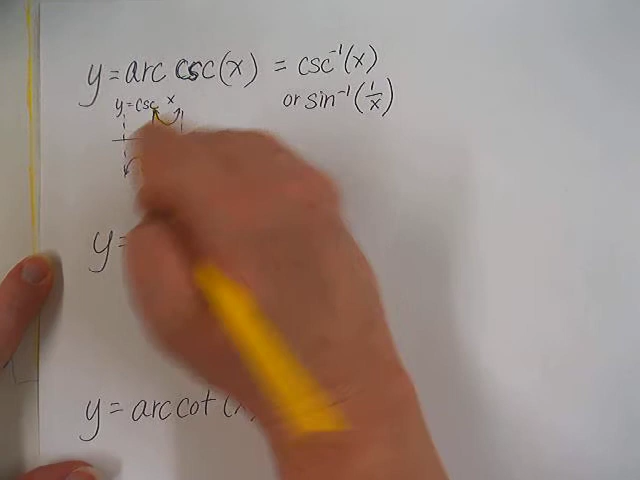 y = arc csc(x) = csc⁻¹(x)
y = csc x or sin⁻¹(1/x)
y =
y = arccot (x